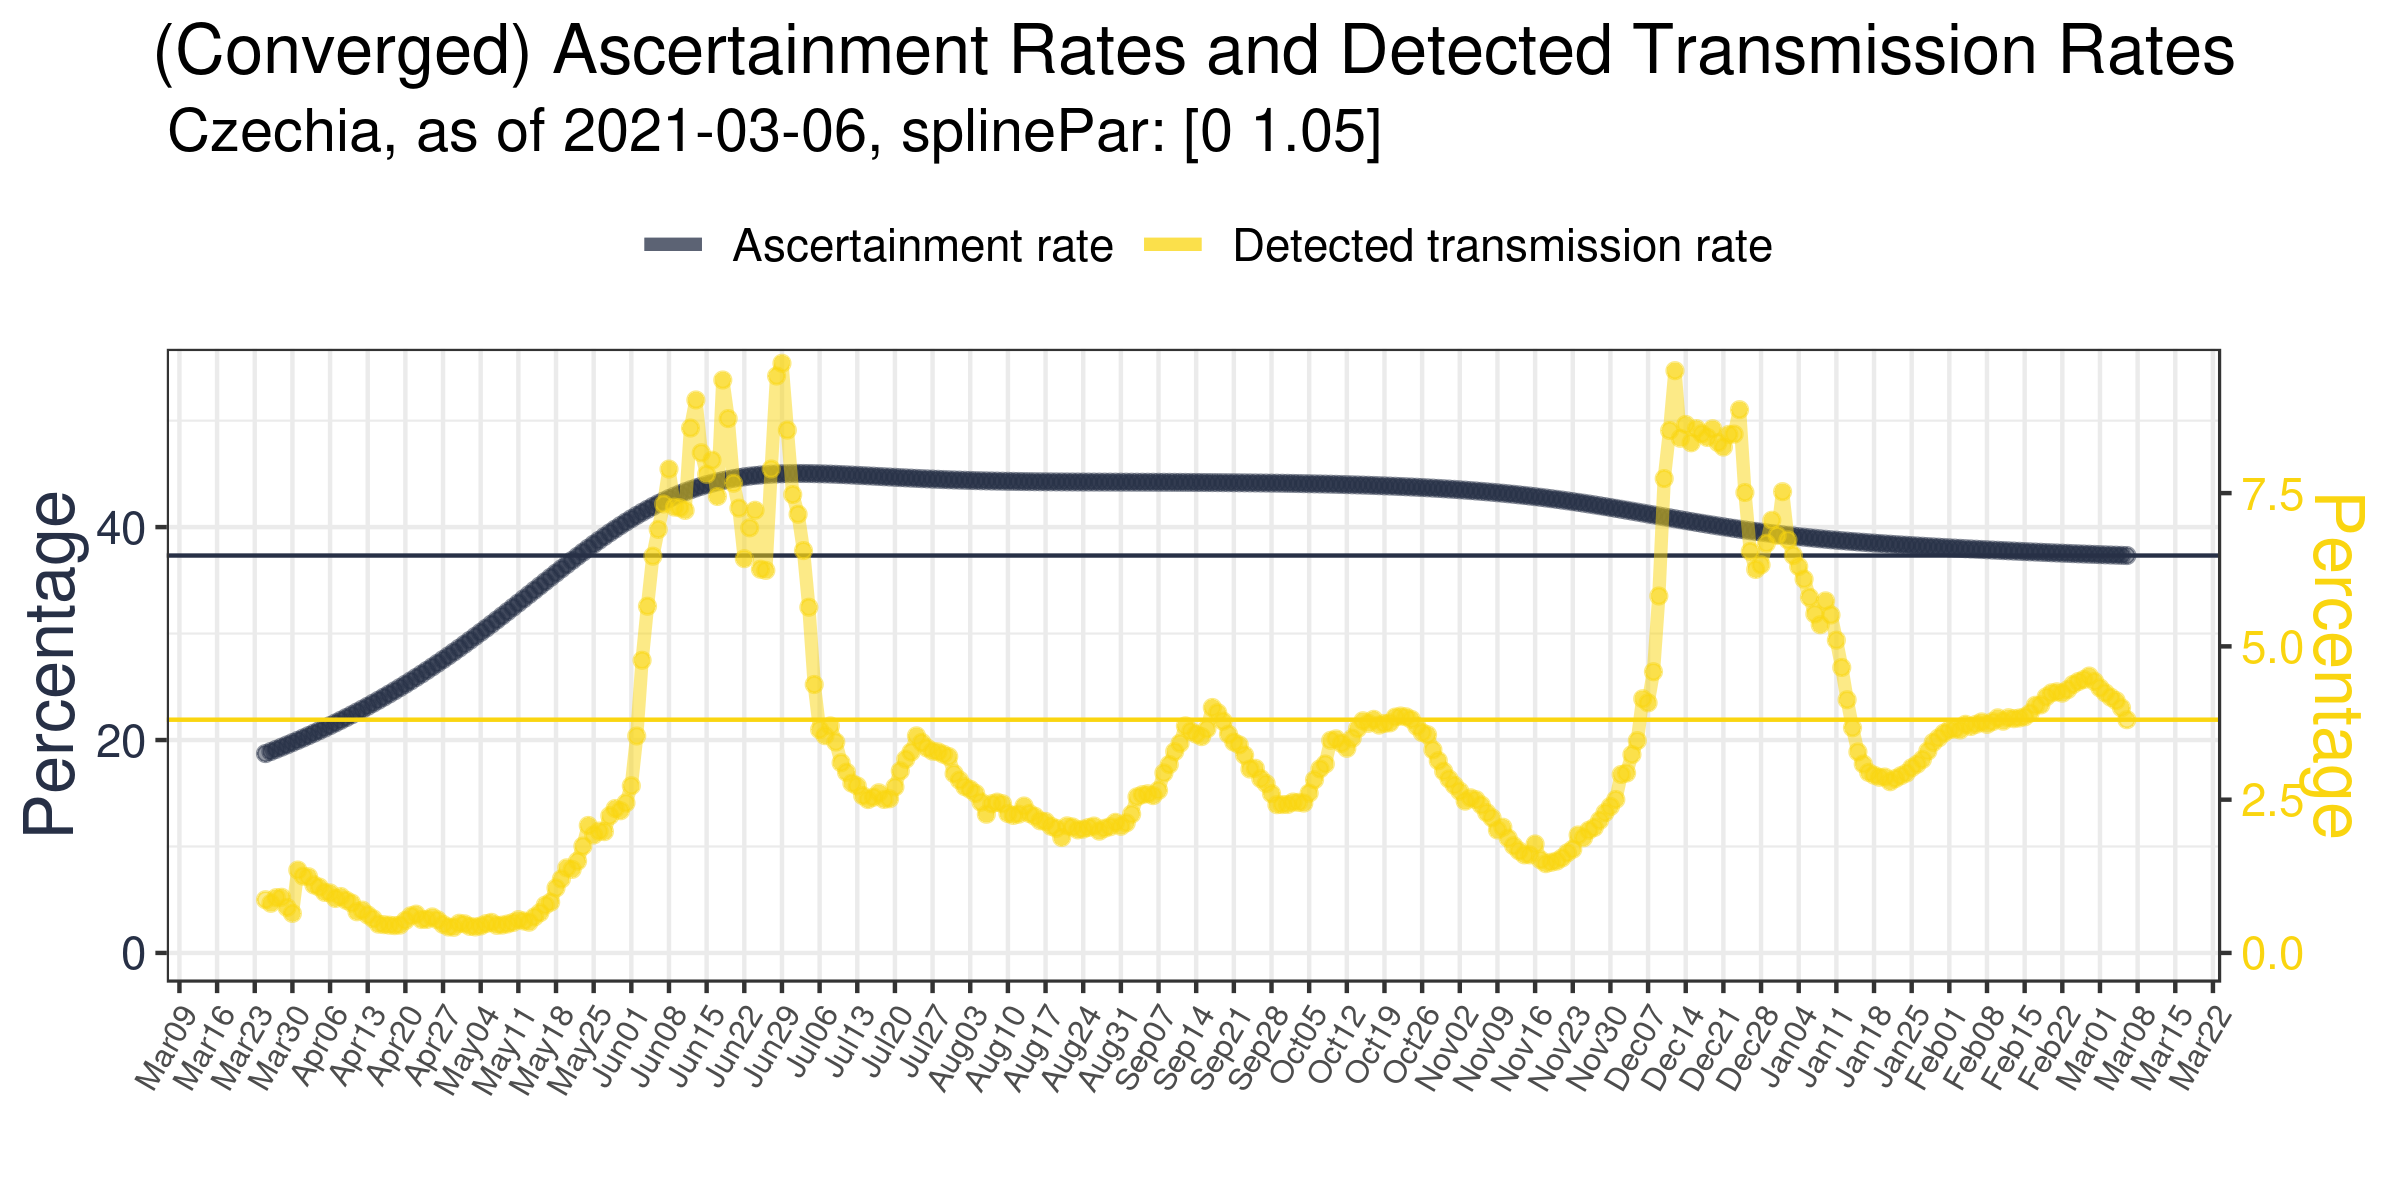 (Converged) Ascertainment Rates and Detected Transmission Rates
Czechia, as of 2021-03-06, splinePar: [0 1.05]
Ascertainment rate
Detected transmission rate
Percentage
40
20
0
7.5
5.0
2.5
0.0
Percentage
Mar09
Mar16
Mar23
Mar30
Apr06
Apr13
Apr20
Apr27
May04
May11
May18
May25
Jun01
Jun08
Jun15
Jun22
Jun29
Jul06
Jul13
Jul20
Jul27
Aug03
Aug10
Aug17
Aug24
Aug31
Sep07
Sep14
Sep21
Sep28
Oct05
Oct12
Oct19
Oct26
Nov02
Nov09
Nov16
Nov23
Nov30
Dec07
Dec14
Dec21
Dec28
Jan04
Jan11
Jan18
Jan25
Feb01
Feb08
Feb15
Feb22
Mar01
Mar08
Mar15
Mar22